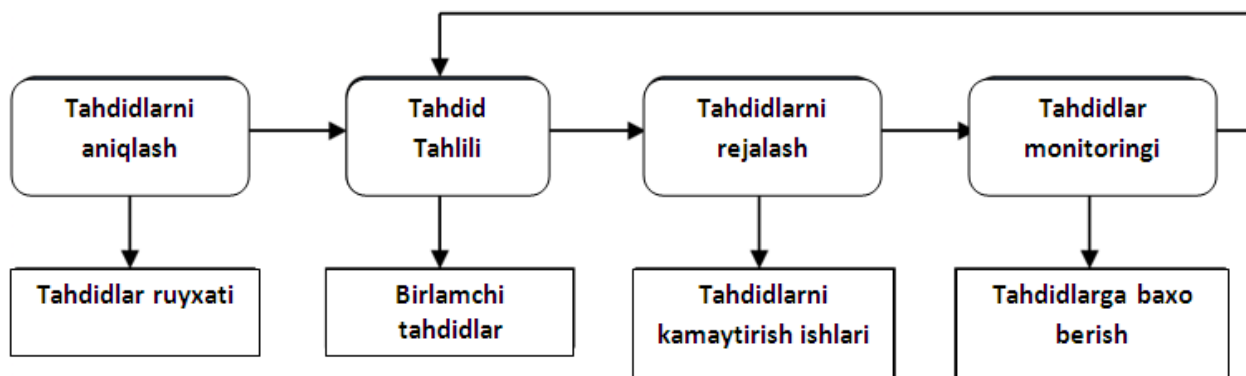 Tahdidlarni
aniqlash
Tahdid
Tahlili
Tahdidlarni
rejalash
Tahdidlar
monitoringi
Tahdidlar ruyxati
Birlamchi
tahdidlar
Tahdidlarni
kamaytirish ishlari
Tahdidlarga baxo
berish